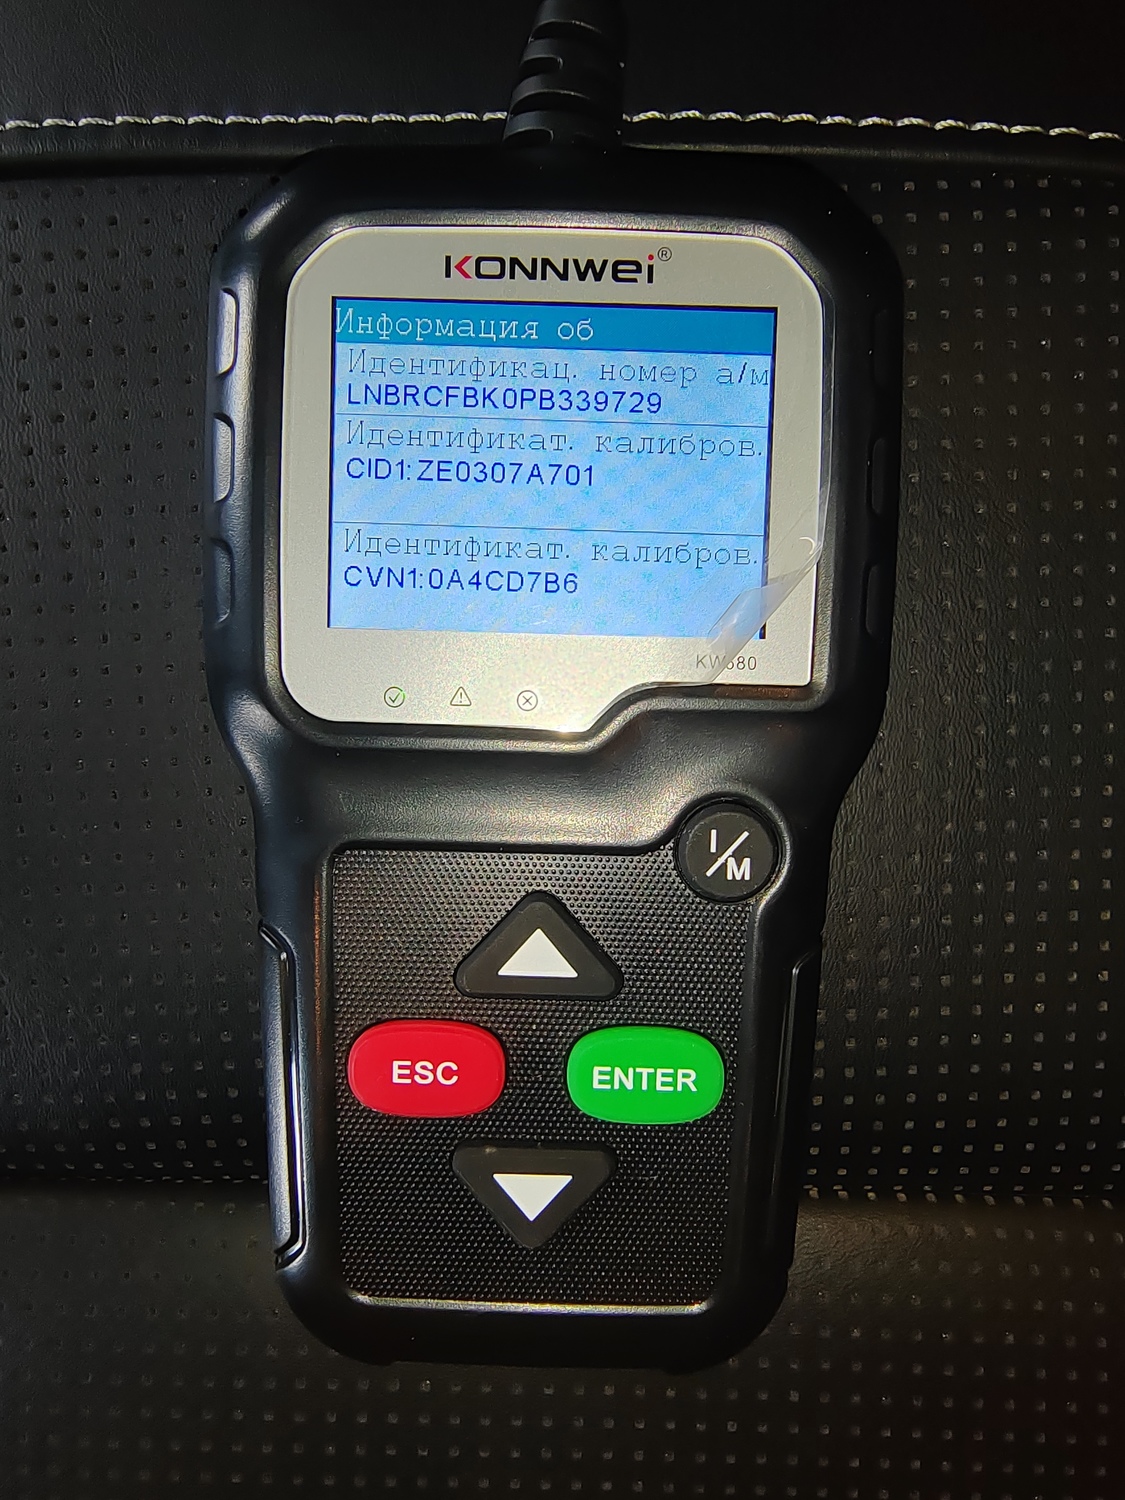 KONNWEI®
Информация об
Идентификац. номер а/м
LNBRCFBK0PB339729
Идентификат. калибров.
CID1:ZE0307A701
Идентификат. калибров.
CVN1:0A4CD7B6
I/M
ESC
ENTER